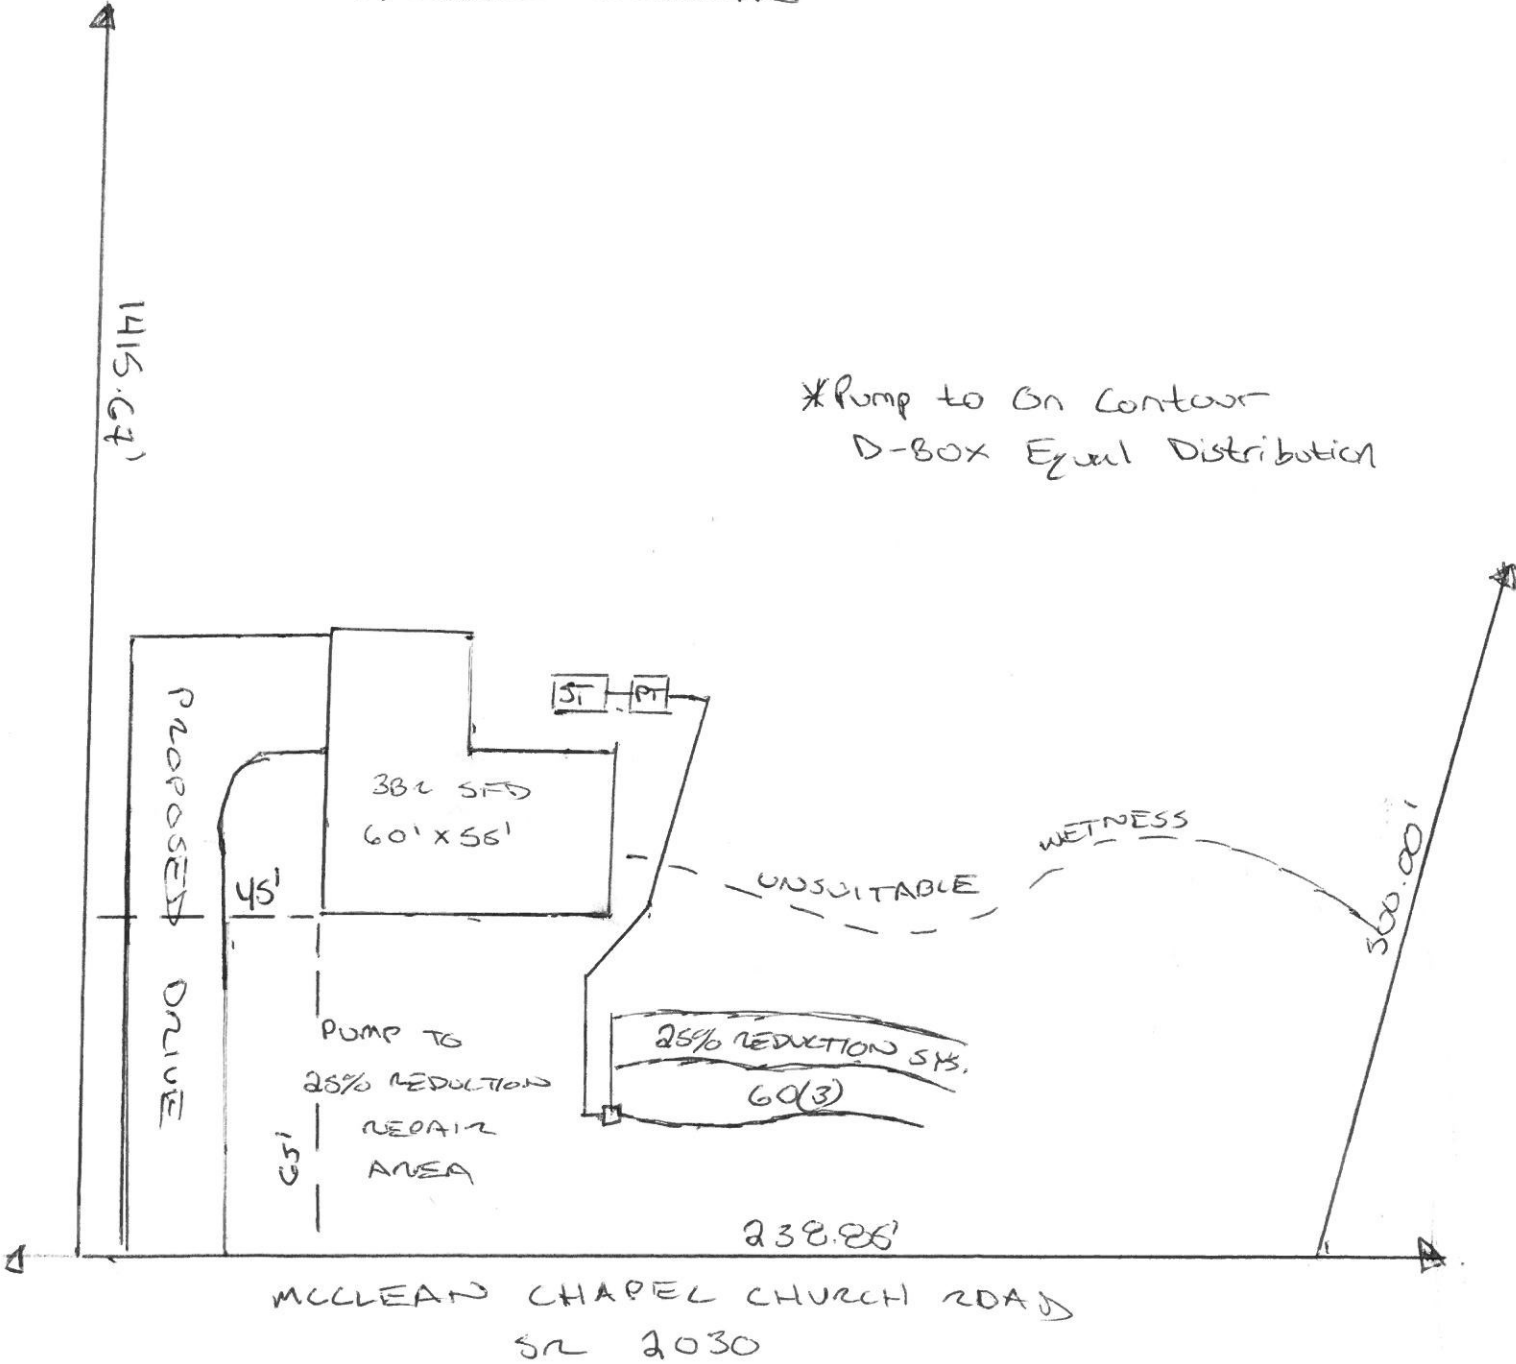 1415.67'
*Pump to On Contour
D-BOX Equal Distribution
ST
PT
PROPOSED DRIVE
3BR SFD
60' x 55'
45'
UNSUITABLE
WETNESS
300.00'
PUMP TO
25% REDUCTION
REPAIR
AREA
65'
25% REDUCTION SYS.
60(3)
238.86'
MCCLEAN CHAPEL CHURCH ROAD
SR 2030